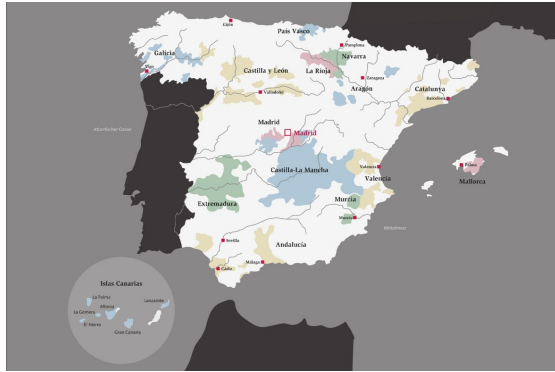 Gijón
País Vasco
Galicia
Pamplona
Navarra
Vigo
Castilla y León
La Rioja
Zaragoza
Valladolid
Aragón
Catalunya
Barcelona
Madrid
Madrid
Valencia
Palma
Castilla-La Mancha
Valencia
Mallorca
Extremadura
Murcia
Murcia
Sevilla
Andalucía
Málaga
Cádiz
Islas Canarias
La Palma
Lanzarote
La Gomera
El Hierro
Gran Canaria